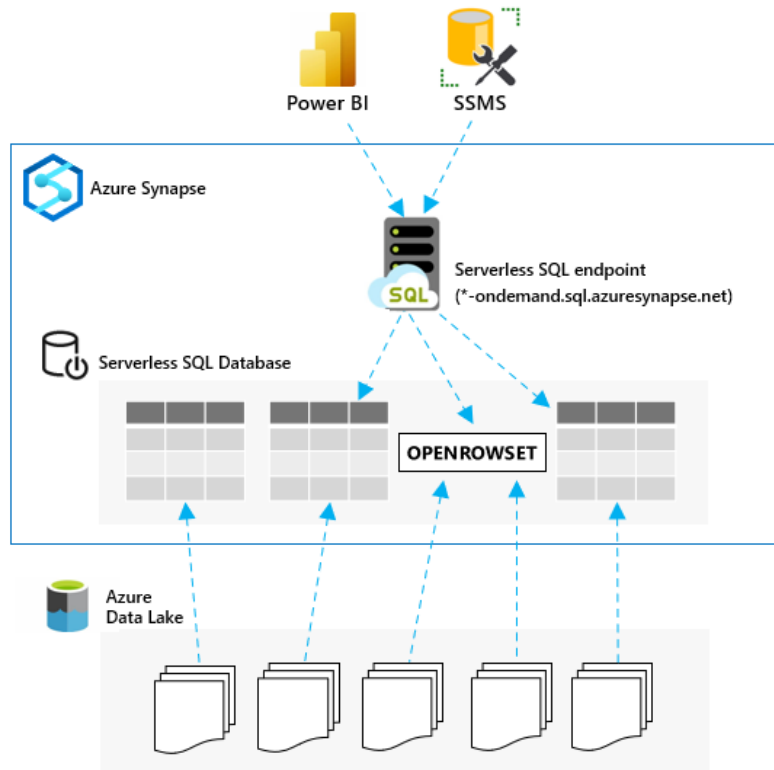 Power BI
SSMS
Azure Synapse
Serverless SQL endpoint
(*-ondemand.sql.azuresynapse.net)
SQL
Serverless SQL Database
OPENROWSET
Azure
Data Lake